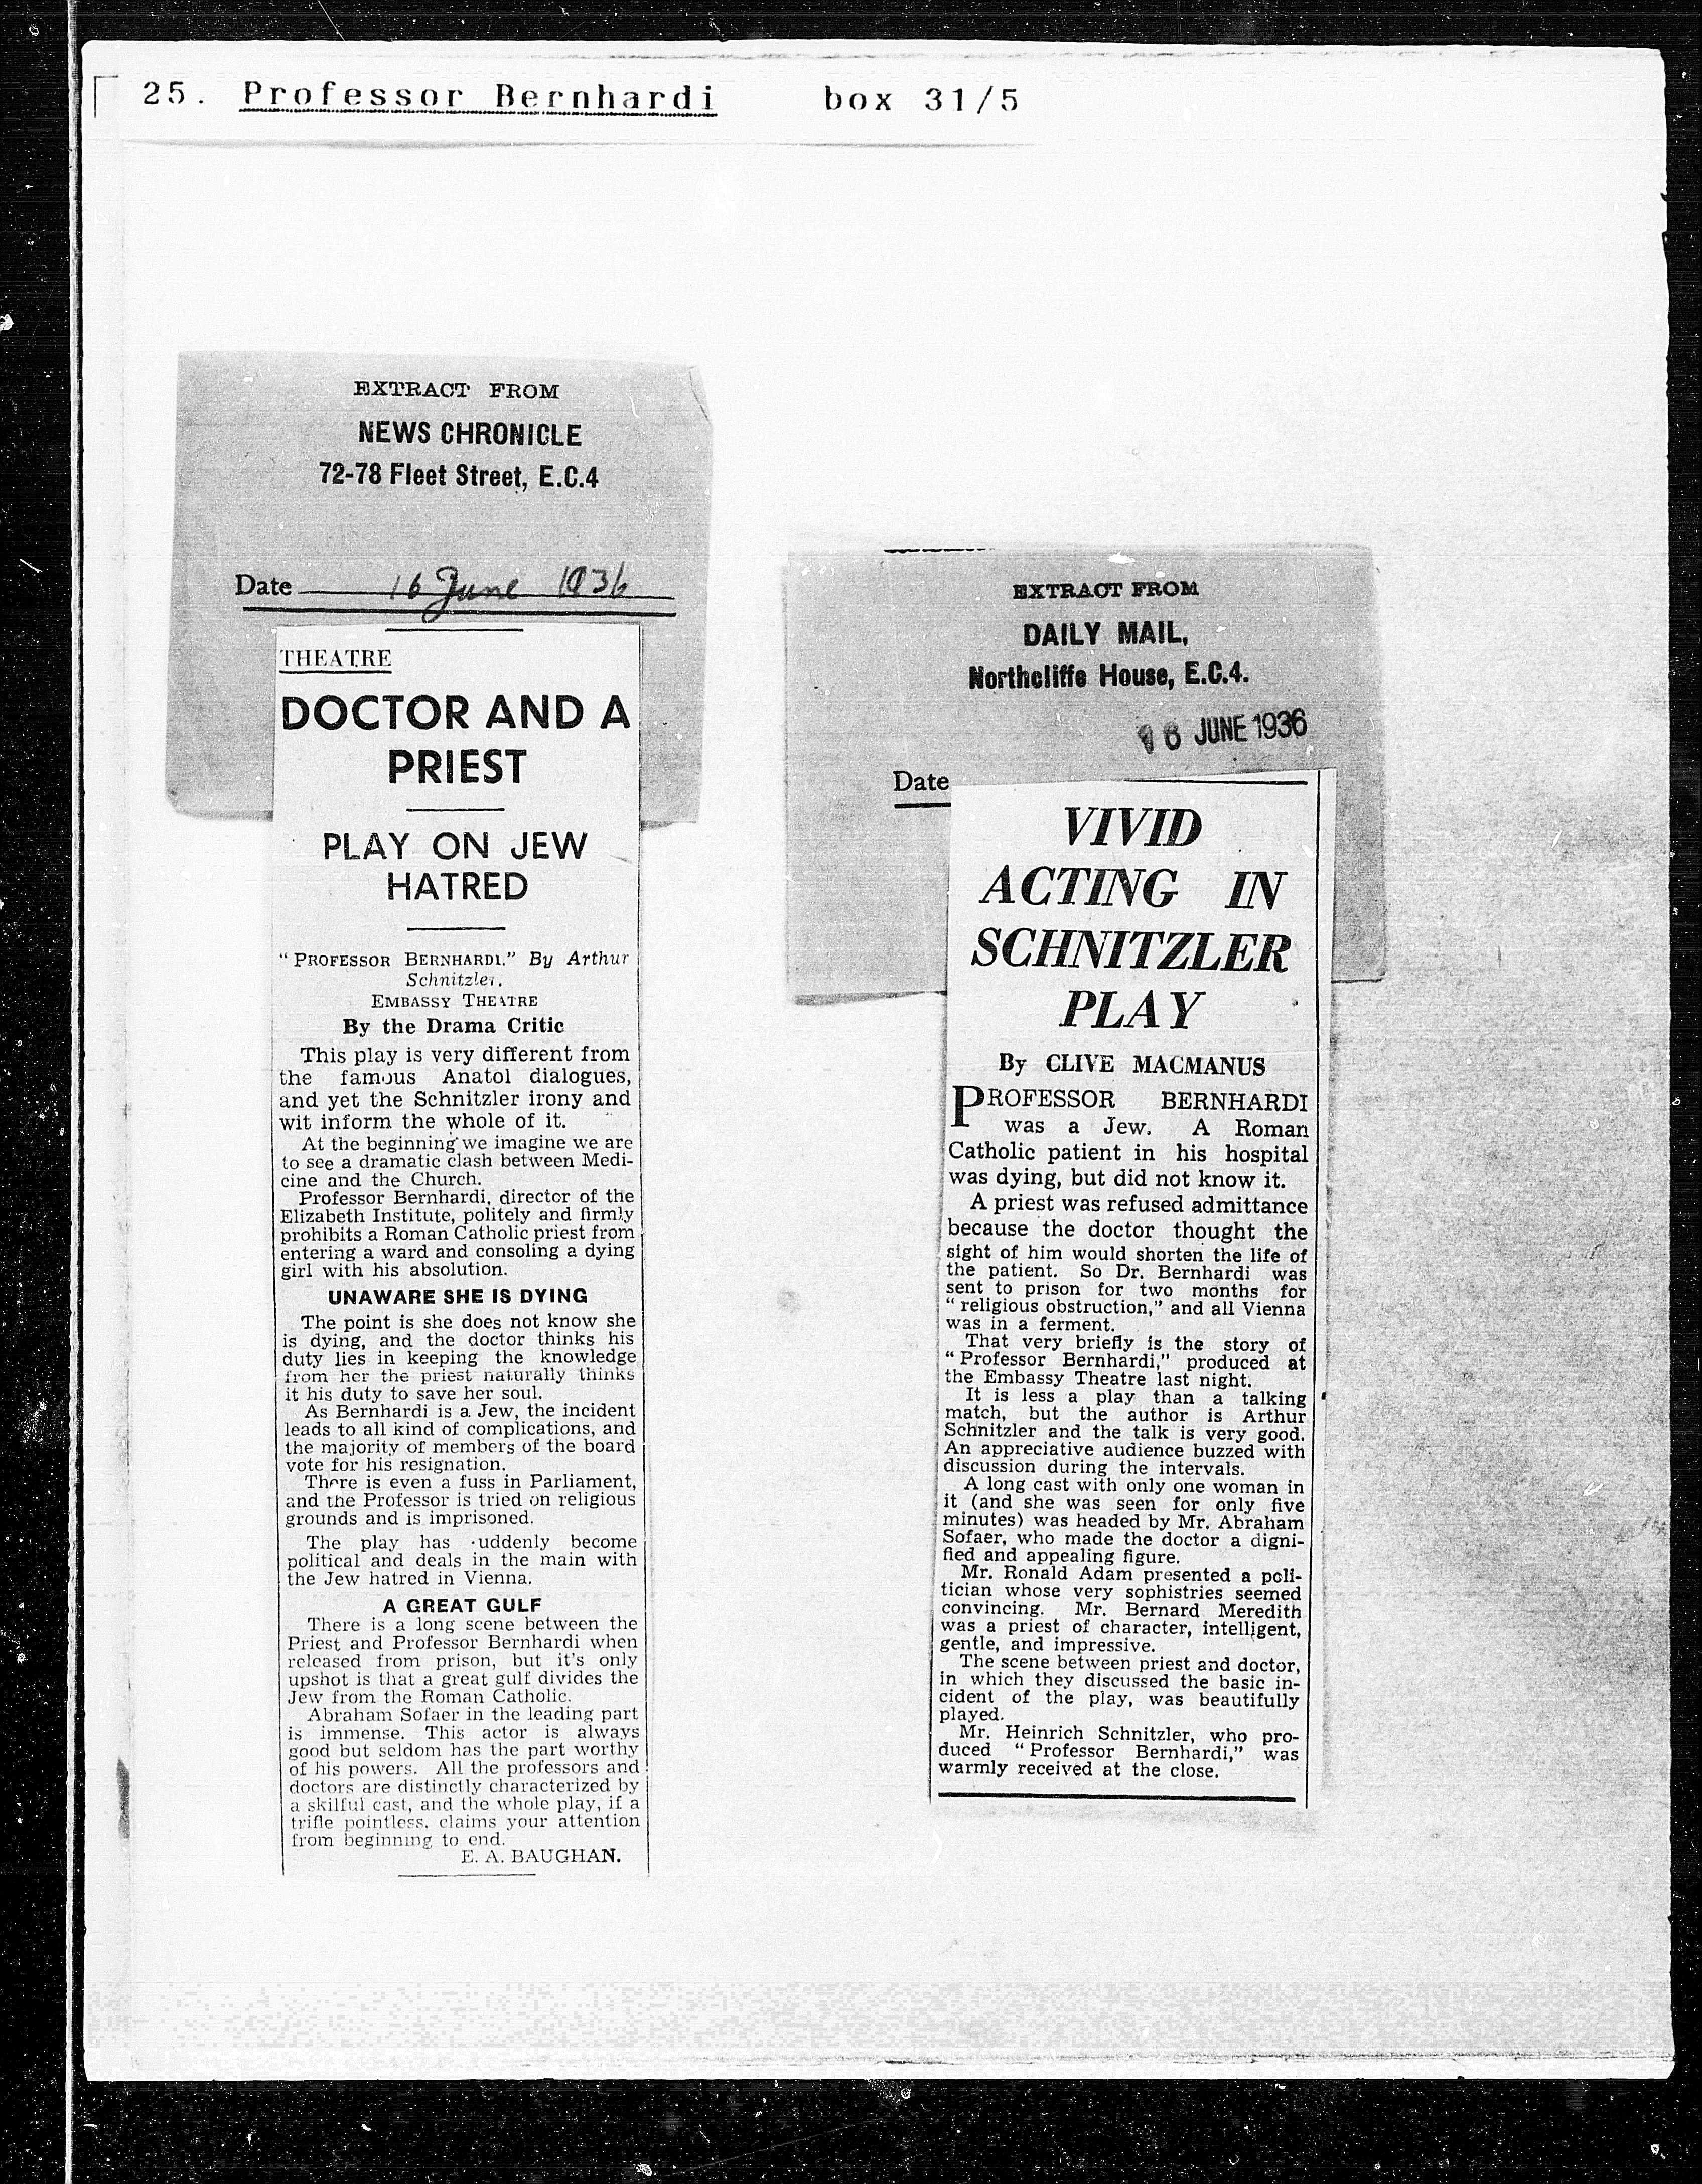 25. Professor Bernhardi box 31/5
EXTRACT FROM
NEWS CHRONICLE
72-78 Fleet Street, E.C.4
Date 16 June 1936
THEATRE
DOCTOR AND A
PRIEST
PLAY ON JEW
HATRED
"PROFESSOR BERNHARDI." By Arthur
Schnitzler.
EMBASSY THEATRE
By the Drama Critic
This play is very different from
the famous Anatol dialogues,
and yet the Schnitzler irony and
wit inform the whole of it.
At the beginning we imagine we are
to see a dramatic clash between Medi-
cine and the Church.
Professor Bernhardi, director of the
Elizabeth Institute, politely and firmly
prohibits a Roman Catholic priest from
entering a ward and consoling a dying
girl with his absolution.
UNAWARE SHE IS DYING
The point is she does not know she
is dying, and the doctor thinks his
duty lies in keeping the knowledge
from her the priest naturally thinks
it his duty to save her soul.
As Bernhardi is a Jew, the incident
leads to all kind of complications, and
the majority of members of the board
vote for his resignation.
There is even a fuss in Parliament,
and the Professor is tried on religious
grounds and is imprisoned.
The play has uddenly become
political and deals in the main with
the Jew hatred in Vienna.
A GREAT GULF
There is a long scene between the
Priest and Professor Bernhardi when
released from prison, but it's only
upshot is that a great gulf divides the
Jew from the Roman Catholic.
Abraham Sofaer in the leading part
is immense. This actor is always
good but seldom has the part worthy
of his powers. All the professors and
doctors are distinctly characterized by
a skilful cast, and the whole play, if a
trifle pointless, claims your attention
from beginning to end.
E. A. BAUGHAN.
EXTRACT FROM
DAILY MAIL,
Northcliffe House, E.C.4.
16 JUNE 1936
Date
VIVID
ACTING IN
SCHNITZLER
PLAY
By CLIVE MACMANUS
PROFESSOR BERNHARDI
was a Jew. A Roman
Catholic patient in his hospital
was dying, but did not know it.
A priest was refused admittance
because the doctor thought the
sight of him would shorten the life of
the patient. So Dr. Bernhardi was
sent to prison for two months for
"religious obstruction," and all Vienna
was in a ferment.
That very briefly is the story of
"Professor Bernhardi," produced at
the Embassy Theatre last night.
It is less a play than a talking
match, but the author is Arthur
Schnitzler and the talk is very good.
An appreciative audience buzzed with
discussion during the intervals.
A long cast with only one woman in
it (and she was seen for only five
minutes) was headed by Mr. Abraham
Sofaer, who made the doctor a digni-
fied and appealing figure.
Mr. Ronald Adam presented a poli-
tician whose very sophistries seemed
convincing. Mr. Bernard Meredith
was a priest of character, intelligent,
gentle, and impressive.
The scene between priest and doctor,
in which they discussed the basic in-
cident of the play, was beautifully
played.
Mr. Heinrich Schnitzler, who pro-
duced "Professor Bernhardi," was
warmly received at the close.